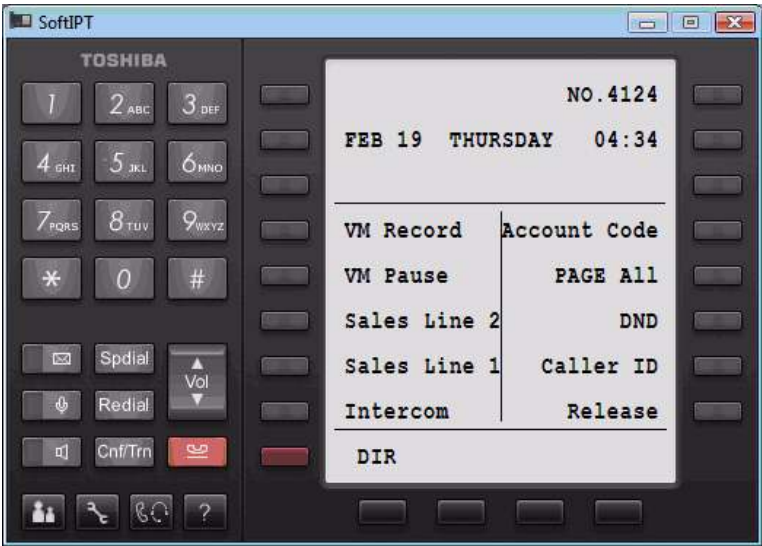 SoftIPT
TOSHIBA
1 2 ABC 3 DEF
4 GHI 5 JKL 6 MNO
7 PQRS 8 TUV 9 WXYZ
* 0 #
Spdial
Vol
Redial
Cnf/Trn
?
NO.4124
FEB 19 THURSDAY 04:34
VM Record Account Code
VM Pause PAGE All
Sales Line 2 DND
Sales Line 1 Caller ID
Intercom Release
DIR